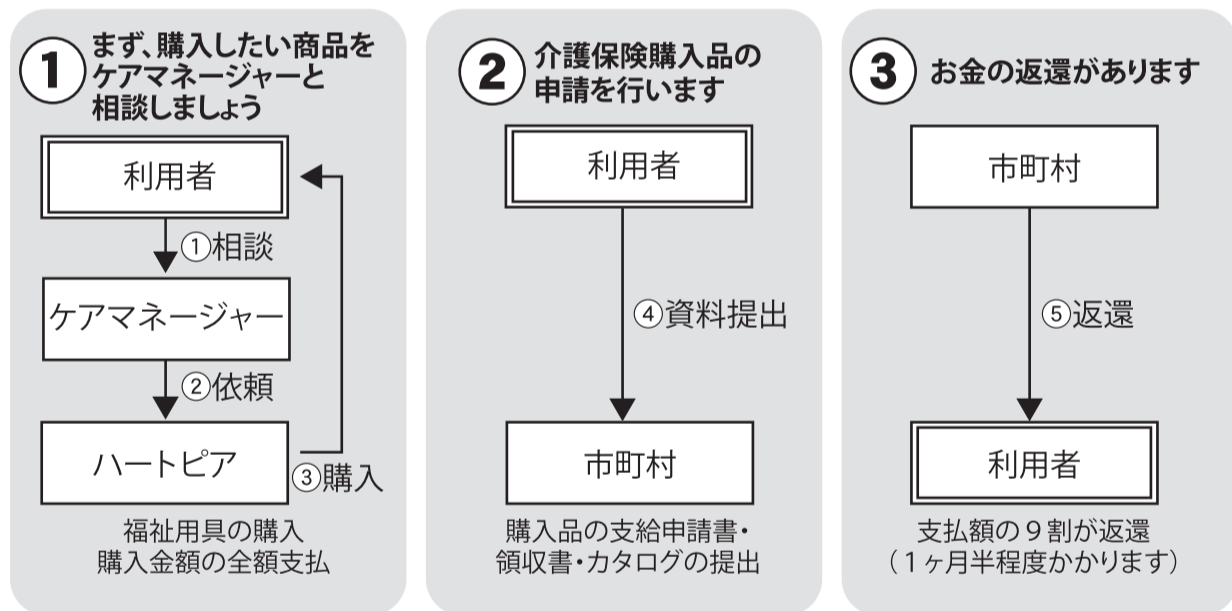 1
まず、購入したい商品を
ケアマネージャーと
相談しましょう
利用者
①相談
ケアマネージャー
②依頼
ハートピア
③購入
福祉用具の購入
購入金額の全額支払
2
介護保険購入品の
申請を行います
利用者
④資料提出
市町村
購入品の支給申請書・
領収書・カタログの提出
3
お金の返還があります
市町村
⑤返還
利用者
支払額の9割が返還
(1ヶ月半程度かかります)